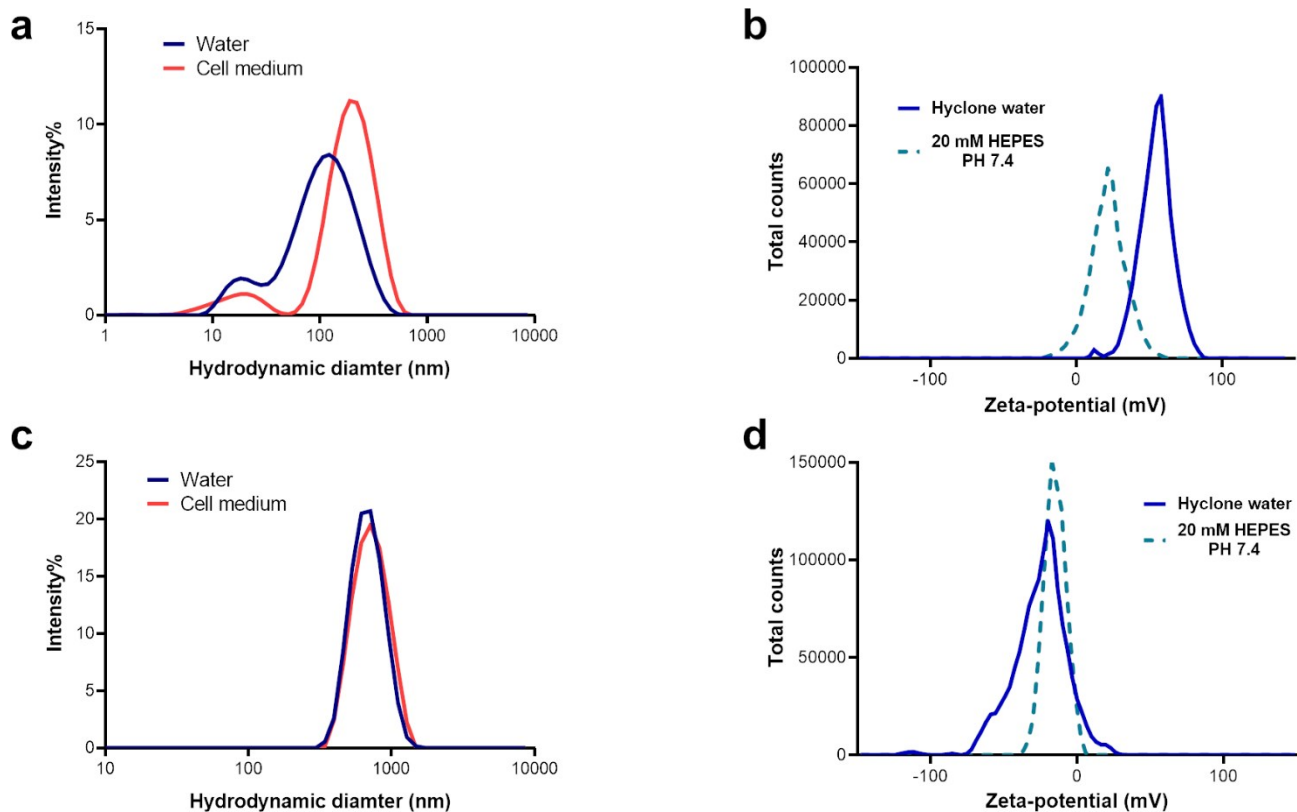 a
Water
Cell medium
15
10
5
0
Intensity%
1
10
100
1000
10000
Hydrodynamic diamter (nm)
b
Hyclone water
20 mM HEPES
PH 7.4
100000
80000
60000
40000
20000
0
Total counts
-100
0
100
Zeta-potential (mV)
c
Water
Cell medium
25
20
15
10
5
0
Intensity%
10
100
1000
10000
Hydrodynamic diamter (nm)
d
Hyclone water
20 mM HEPES
PH 7.4
150000
100000
50000
0
Total counts
-100
0
100
Zeta-potential (mV)